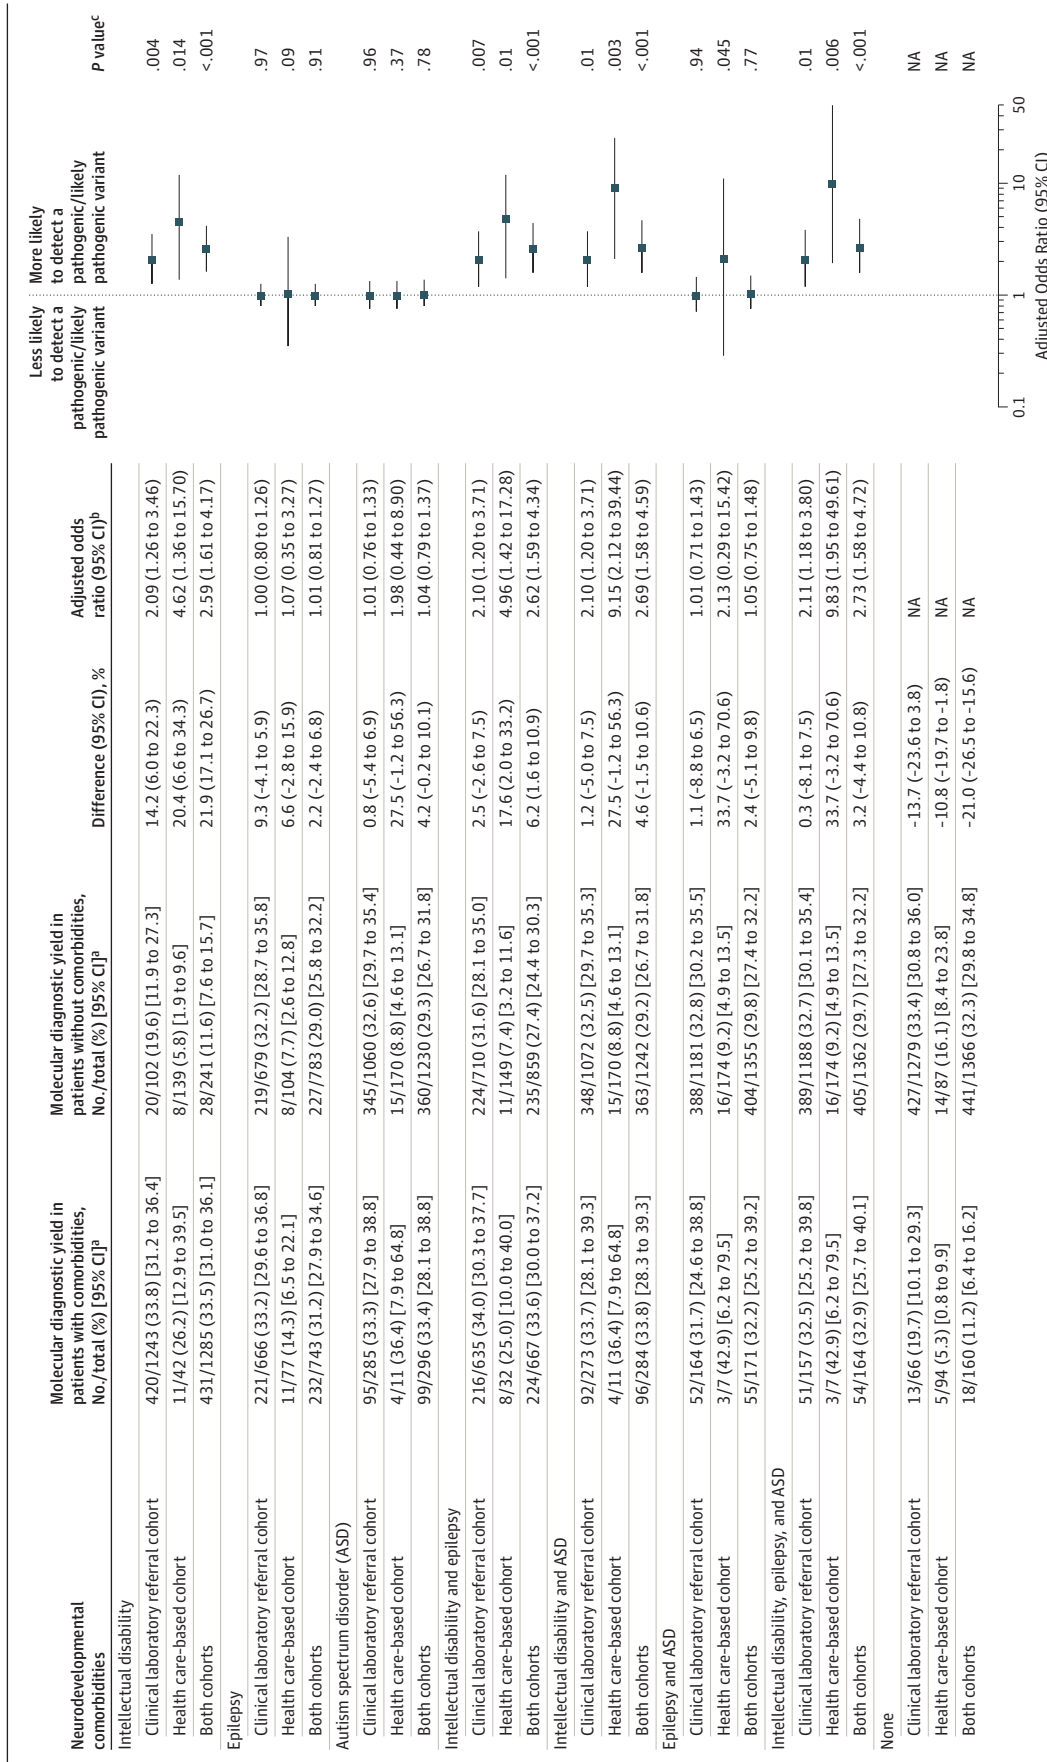 Neurodevelopmental comorbidities | Molecular diagnostic yield in patients with comorbidities, No./total (%) [95% CI]a | Molecular diagnostic yield in patients without comorbidities, No./total (%) [95% CI]a | Difference (95% CI), % | Adjusted odds ratio (95% CI)b | Less likely to detect a pathogenic/likely pathogenic variant | More likely to detect a pathogenic/likely pathogenic variant | P valuec
Intellectual disability
Clinical laboratory referral cohort 420/1243 (33.8) [31.2 to 36.4] 20/102 (19.6) [11.9 to 27.3] 14.2 (6.0 to 22.3) 2.09 (1.26 to 3.46) .004
Health care–based cohort 11/42 (26.2) [12.9 to 39.5] 8/139 (5.8) [1.9 to 9.6] 20.4 (6.6 to 34.3) 4.62 (1.36 to 15.70) .014
Both cohorts 431/1285 (33.5) [31.0 to 36.1] 28/241 (11.6) [7.6 to 15.7] 21.9 (17.1 to 26.7) 2.59 (1.61 to 4.17) <.001
Epilepsy
Clinical laboratory referral cohort 221/666 (33.2) [29.6 to 36.8] 219/679 (32.2) [28.7 to 35.8] 9.3 (-4.1 to 5.9) 1.00 (0.80 to 1.26) .97
Health care–based cohort 11/77 (14.3) [6.5 to 22.1] 8/104 (7.7) [2.6 to 12.8] 6.6 (-2.8 to 15.9) 1.07 (0.35 to 3.27) .09
Both cohorts 232/743 (31.2) [27.9 to 34.6] 227/783 (29.0) [25.8 to 32.2] 2.2 (-2.4 to 6.8) 1.01 (0.81 to 1.27) .91
Autism spectrum disorder (ASD)
Clinical laboratory referral cohort 95/285 (33.3) [27.9 to 38.8] 345/1060 (32.6) [29.7 to 35.4] 0.8 (-5.4 to 6.9) 1.01 (0.76 to 1.33) .96
Health care–based cohort 4/11 (36.4) [7.9 to 64.8] 15/170 (8.8) [4.6 to 13.1] 27.5 (-1.2 to 56.3) 1.98 (0.44 to 8.90) .37
Both cohorts 99/296 (33.4) [28.1 to 38.8] 360/1230 (29.3) [26.7 to 31.8] 4.2 (-0.2 to 10.1) 1.04 (0.79 to 1.37) .78
Intellectual disability and epilepsy
Clinical laboratory referral cohort 216/635 (34.0) [30.3 to 37.7] 224/710 (31.6) [28.1 to 35.0] 2.5 (-2.6 to 7.5) 2.10 (1.20 to 3.71) .007
Health care–based cohort 8/32 (25.0) [10.0 to 40.0] 11/149 (7.4) [3.2 to 11.6] 17.6 (2.0 to 33.2) 4.96 (1.42 to 17.28) .01
Both cohorts 224/667 (33.6) [30.0 to 37.2] 235/859 (27.4) [24.4 to 30.3] 6.2 (1.6 to 10.9) 2.62 (1.59 to 4.34) <.001
Intellectual disability and ASD
Clinical laboratory referral cohort 92/273 (33.7) [28.1 to 39.3] 348/1072 (32.5) [29.7 to 35.3] 1.2 (-5.0 to 7.5) 2.10 (1.20 to 3.71) .01
Health care–based cohort 4/11 (36.4) [7.9 to 64.8] 15/170 (8.8) [4.6 to 13.1] 27.5 (-1.2 to 56.3) 9.15 (2.12 to 39.44) .003
Both cohorts 96/284 (33.8) [28.3 to 39.3] 363/1242 (29.2) [26.7 to 31.8] 4.6 (-1.5 to 10.6) 2.69 (1.58 to 4.59) <.001
Epilepsy and ASD
Clinical laboratory referral cohort 52/164 (31.7) [24.6 to 38.8] 388/1181 (32.8) [30.2 to 35.5] 1.1 (-8.8 to 6.5) 1.01 (0.71 to 1.43) .94
Health care–based cohort 3/7 (42.9) [6.2 to 79.5] 16/174 (9.2) [4.9 to 13.5] 33.7 (-3.2 to 70.6) 2.13 (0.29 to 15.42) .045
Both cohorts 55/171 (32.2) [25.2 to 39.2] 404/1355 (29.8) [27.4 to 32.2] 2.4 (-5.1 to 9.8) 1.05 (0.75 to 1.48) .77
Intellectual disability, epilepsy, and ASD
Clinical laboratory referral cohort 51/157 (32.5) [25.2 to 39.8] 389/1188 (32.7) [30.1 to 35.4] 0.3 (-8.1 to 7.5) 2.11 (1.18 to 3.80) .01
Health care–based cohort 3/7 (42.9) [6.2 to 79.5] 16/174 (9.2) [4.9 to 13.5] 33.7 (-3.2 to 70.6) 9.83 (1.95 to 49.61) .006
Both cohorts 54/164 (32.9) [25.7 to 40.1] 405/1362 (29.7) [27.3 to 32.2] 3.2 (-4.4 to 10.8) 2.73 (1.58 to 4.72) <.001
None
Clinical laboratory referral cohort 13/66 (19.7) [10.1 to 29.3] 427/1279 (33.4) [30.8 to 36.0] -13.7 (-23.6 to 3.8) NA NA
Health care–based cohort 5/94 (5.3) [0.8 to 9.9] 14/87 (16.1) [8.4 to 23.8] -10.8 (-19.7 to -1.8) NA NA
Both cohorts 18/160 (11.2) [6.4 to 16.2] 441/1366 (32.3) [29.8 to 34.8] -21.0 (-26.5 to -15.6) NA NA
0.1 1 10 50
Adjusted Odds Ratio (95% CI)